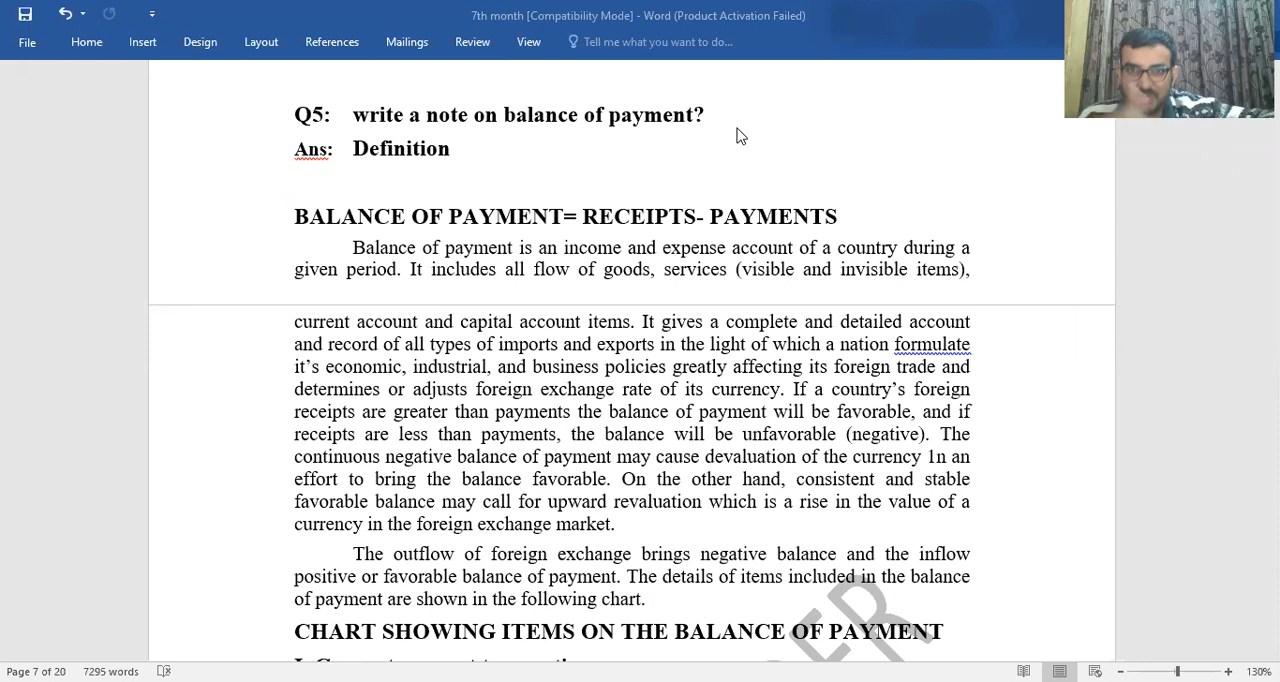 7th month [Compatibility Mode] - Word (Product Activation Failed)
File Home Insert Design Layout References Mailings Review View Tell me what you want to do...
Q5: write a note on balance of payment?
Ans: Definition
BALANCE OF PAYMENT= RECEIPTS- PAYMENTS
Balance of payment is an income and expense account of a country during a
given period. It includes all flow of goods, services (visible and invisible items),
current account and capital account items. It gives a complete and detailed account
and record of all types of imports and exports in the light of which a nation formulate
it's economic, industrial, and business policies greatly affecting its foreign trade and
determines or adjusts foreign exchange rate of its currency. If a country's foreign
receipts are greater than payments the balance of payment will be favorable, and if
receipts are less than payments, the balance will be unfavorable (negative). The
continuous negative balance of payment may cause devaluation of the currency 1n an
effort to bring the balance favorable. On the other hand, consistent and stable
favorable balance may call for upward revaluation which is a rise in the value of a
currency in the foreign exchange market.
The outflow of foreign exchange brings negative balance and the inflow
positive or favorable balance of payment. The details of items included in the balance
of payment are shown in the following chart.
CHART SHOWING ITEMS ON THE BALANCE OF PAYMENT
Page 7 of 20 7295 words 130%